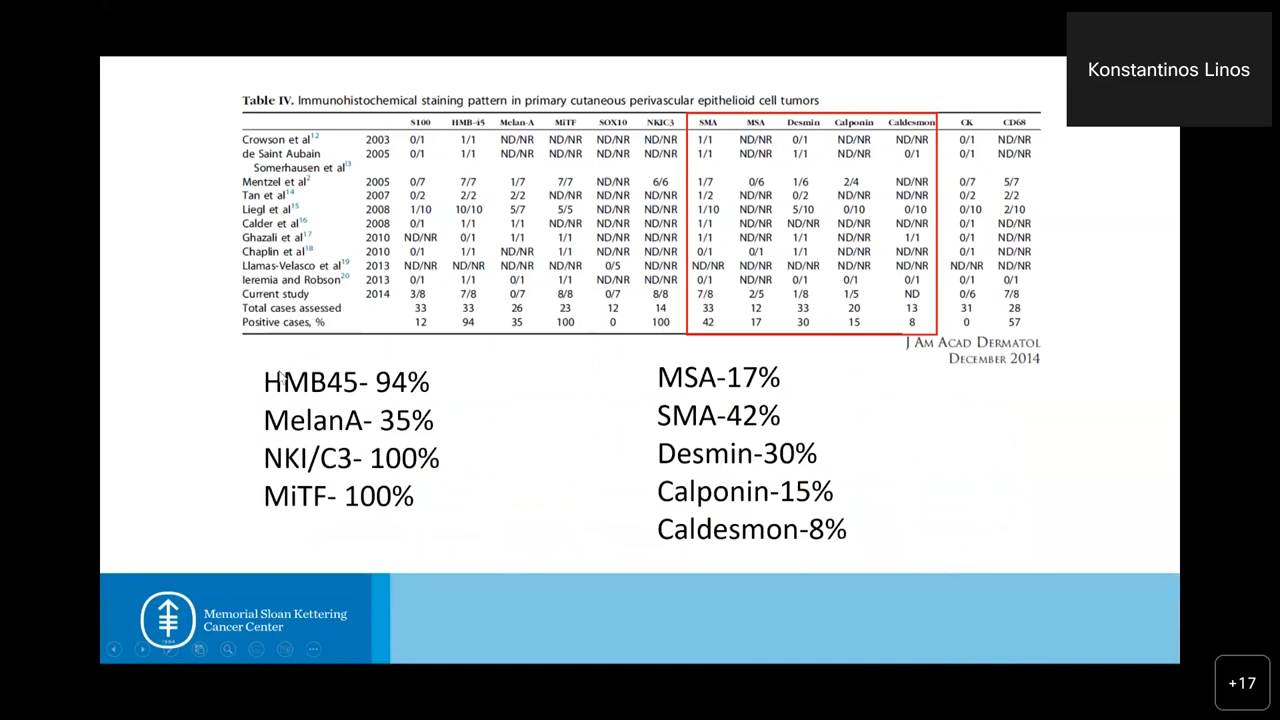 Konstantinos Linos
Table IV. Immunohistochemical staining pattern in primary cutaneous perivascular epithelioid cell tumors
S100 HMB-45 Melan-A MiTF SOX10 NKIC3 SMA MSA Desmin Calponin Caldesmon CK CD68
Crowson et al12 2003 0/1 1/1 ND/NR ND/NR ND/NR ND/NR 1/1 ND/NR 0/1 ND/NR ND/NR 0/1 ND/NR
de Saint Aubain 2005 0/1 1/1 ND/NR ND/NR ND/NR ND/NR 1/1 ND/NR 1/1 ND/NR 0/1 0/1 ND/NR
Somerhausen et al13
Mentzel et al2 2005 0/7 7/7 1/7 7/7 ND/NR 6/6 1/7 0/6 1/6 2/4 ND/NR 0/7 5/7
Tan et al14 2007 0/2 2/2 2/2 ND/NR ND/NR ND/NR 1/2 ND/NR 0/2 ND/NR ND/NR 0/2 2/2
Liegl et al15 2008 1/10 10/10 5/7 5/5 ND/NR ND/NR 1/10 ND/NR 5/10 0/10 0/10 0/10 2/10
Calder et al16 2008 0/1 1/1 1/1 ND/NR ND/NR ND/NR 1/1 ND/NR ND/NR ND/NR ND/NR 0/1 ND/NR
Ghazali et al17 2010 ND/NR 0/1 1/1 1/1 ND/NR ND/NR 1/1 ND/NR 1/1 ND/NR 1/1 0/1 ND/NR
Chaplin et al18 2010 0/1 1/1 ND/NR 1/1 ND/NR ND/NR 0/1 0/1 1/1 ND/NR ND/NR 0/1 ND/NR
Llamas-Velasco et al19 2013 ND/NR ND/NR ND/NR ND/NR 0/5 ND/NR ND/NR ND/NR ND/NR ND/NR ND/NR ND/NR ND/NR
Ieremia and Robson20 2013 0/1 1/1 0/1 1/1 ND/NR ND/NR 0/1 ND/NR 0/1 0/1 0/1 0/1 0/1
Current study 2014 3/8 7/8 0/7 8/8 0/7 8/8 7/8 2/5 1/8 1/5 ND 0/6 7/8
Total cases assessed 33 33 26 23 12 14 33 12 33 20 13 31 28
Positive cases, % 12 94 35 100 0 100 42 17 30 15 8 0 57
J AM ACAD DERMATOL
DECEMBER 2014
HMB45- 94%
MelanA- 35%
NKI/C3- 100%
MiTF- 100%
MSA-17%
SMA-42%
Desmin-30%
Calponin-15%
Caldesmon-8%
Memorial Sloan Kettering
Cancer Center
+17